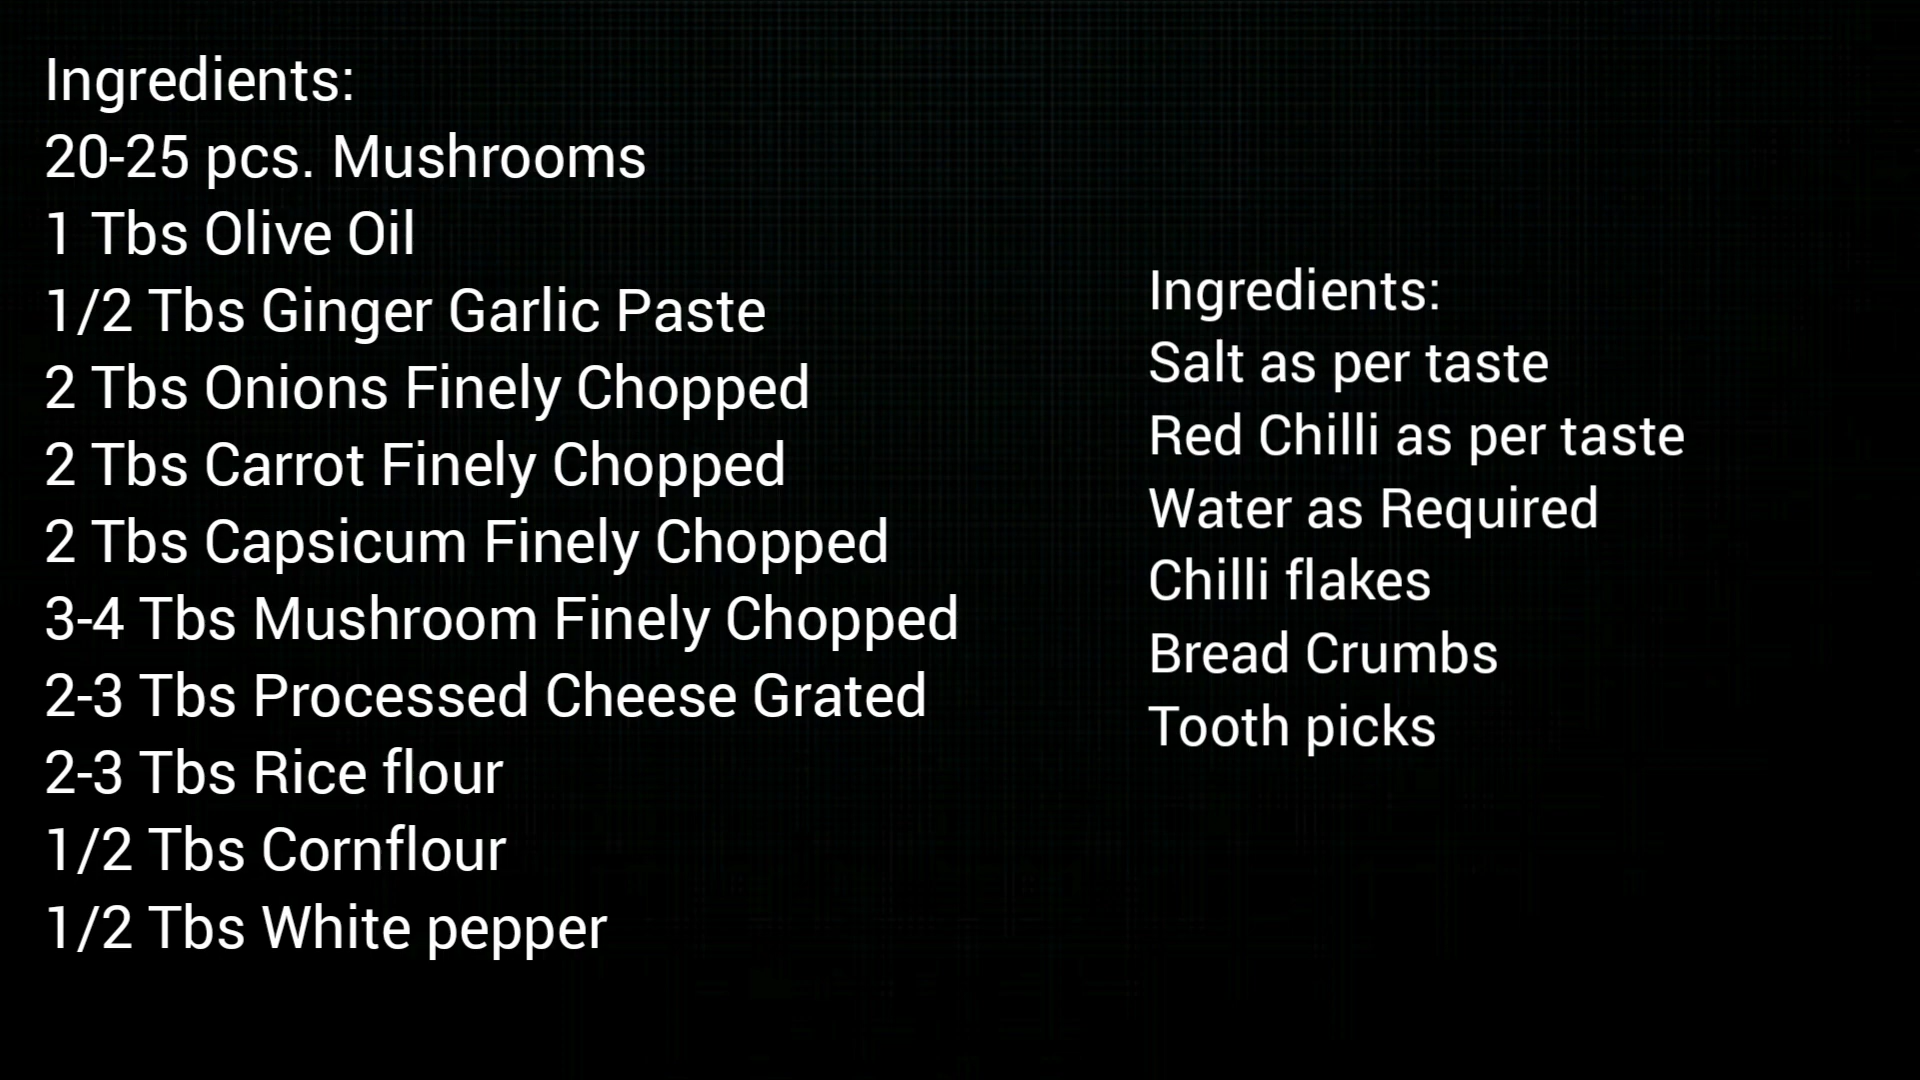 Ingredients:
20-25 pcs. Mushrooms
1 Tbs Olive Oil
1/2 Tbs Ginger Garlic Paste
2 Tbs Onions Finely Chopped
2 Tbs Carrot Finely Chopped
2 Tbs Capsicum Finely Chopped
3-4 Tbs Mushroom Finely Chopped
2-3 Tbs Processed Cheese Grated
2-3 Tbs Rice flour
1/2 Tbs Cornflour
1/2 Tbs White pepper
Ingredients:
Salt as per taste
Red Chilli as per taste
Water as Required
Chilli flakes
Bread Crumbs
Tooth picks